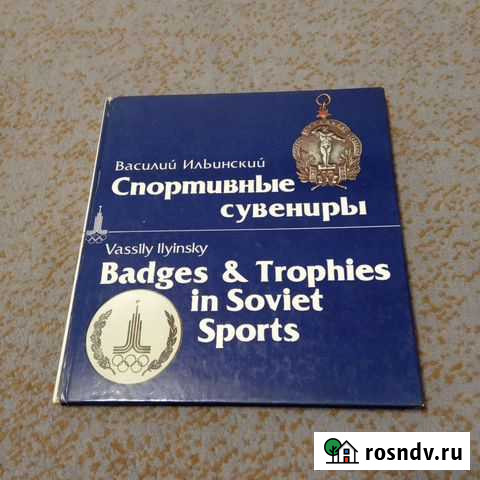 Василий Ильинский
Спортивные
сувениры
Vassily Ilyinsky
Badges & Trophies
in Soviet
Sports
rosndv.ru